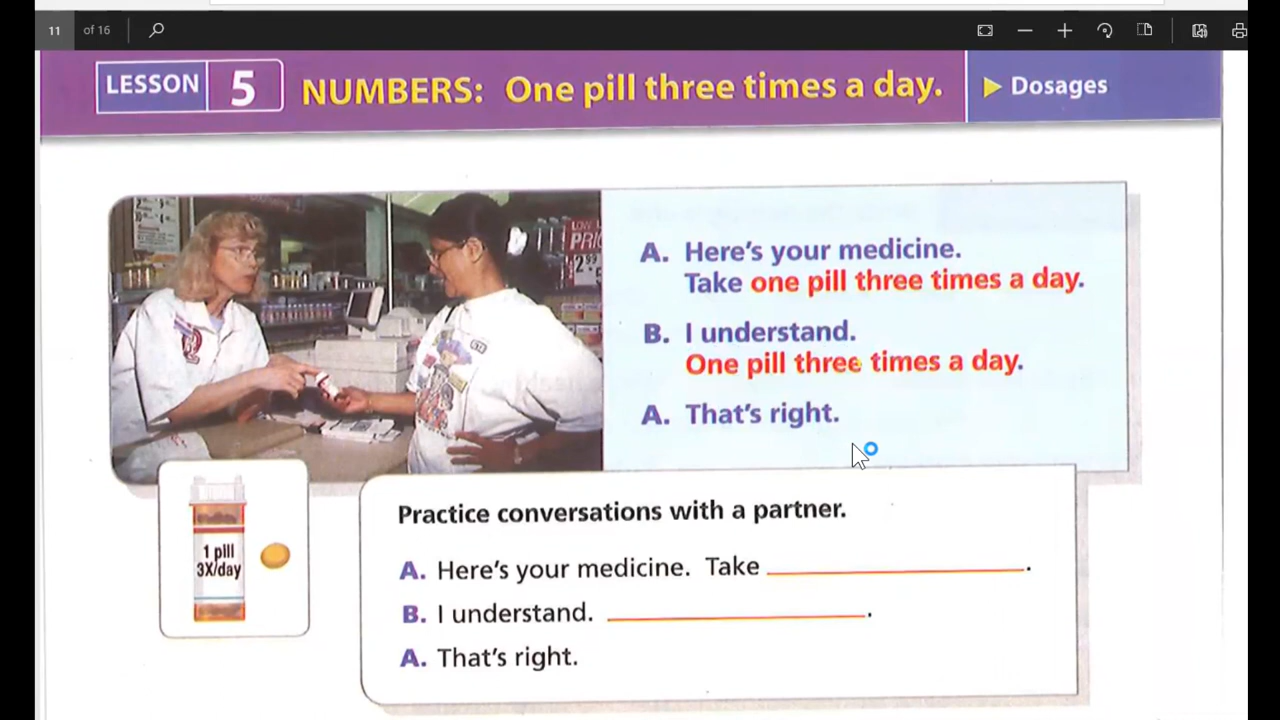 11 of 16
LESSON 5 NUMBERS: One pill three times a day. ▶ Dosages
A. Here's your medicine.
Take one pill three times a day.
B. I understand.
One pill three times a day.
A. That's right.
1 pill
3X/day
Practice conversations with a partner.
A. Here's your medicine. Take ____________.
B. I understand. ____________.
A. That's right.